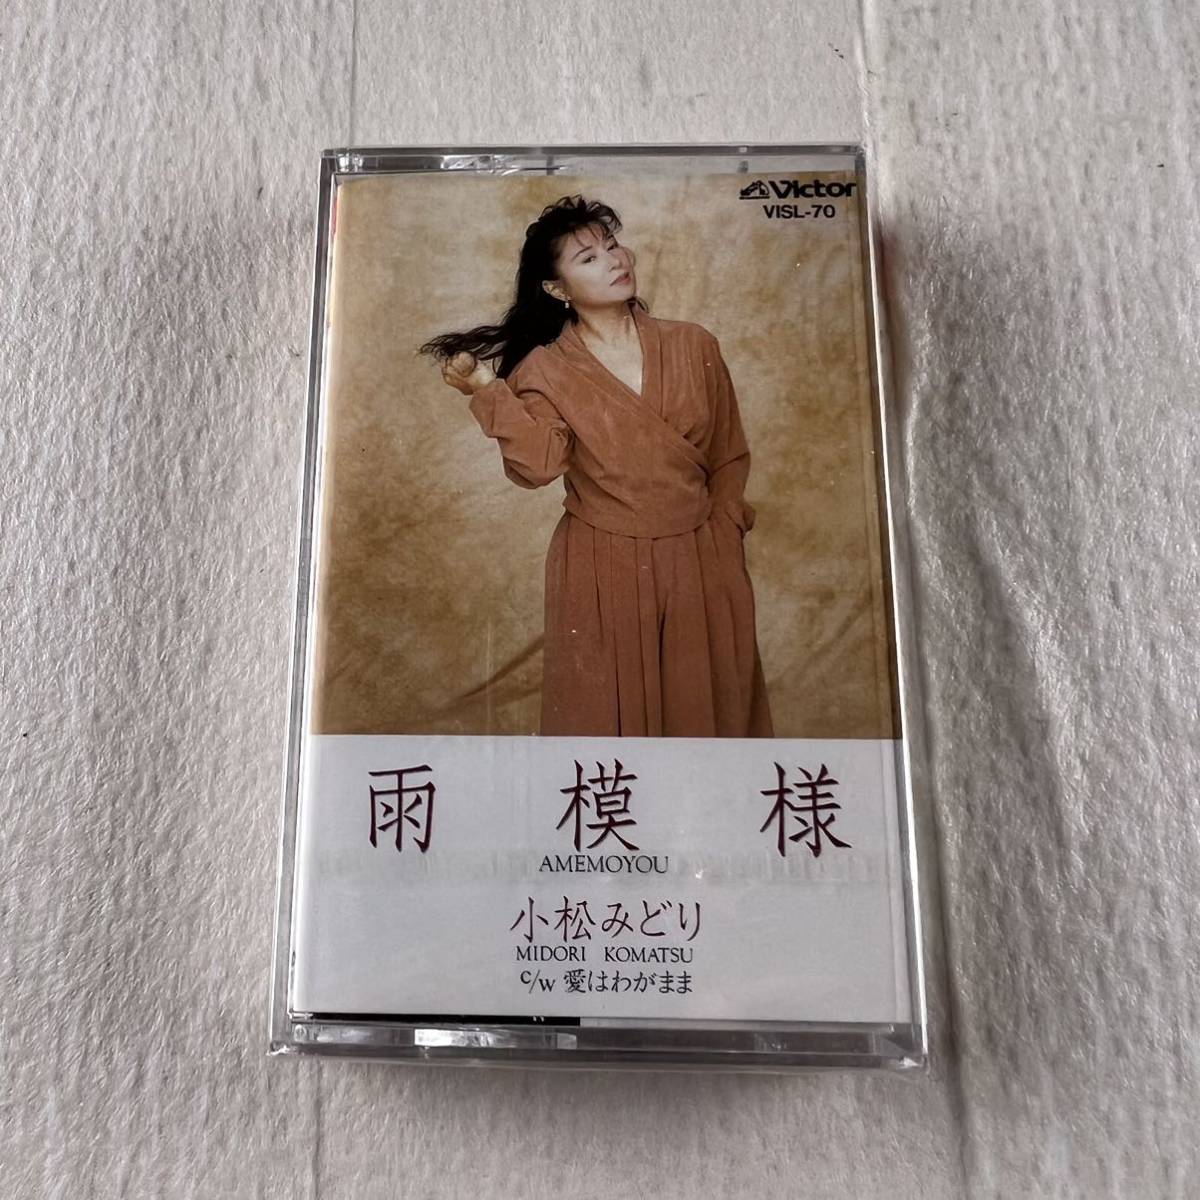 Victor
VISL-70
雨模様
AMEMOYOU
小松みどり
MIDORI KOMATSU
c/w 愛はわがまま